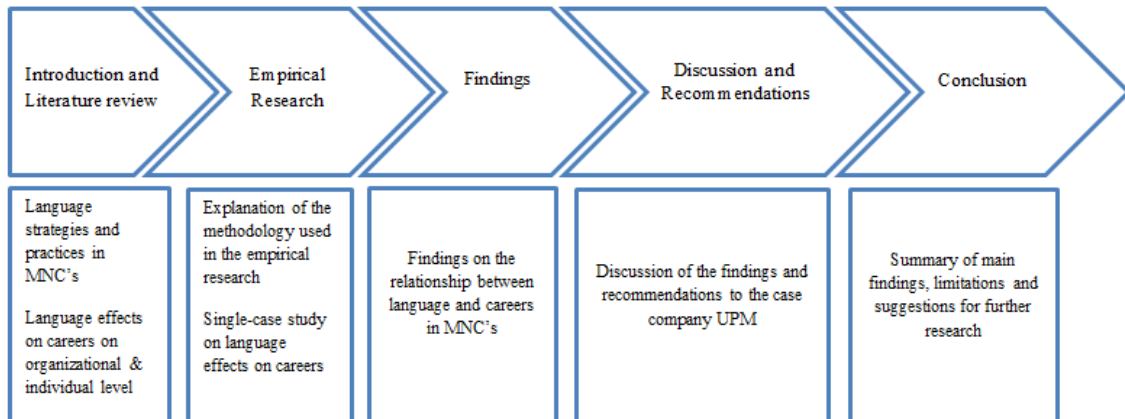 Introduction and
Literature review
Empirical
Research
Findings
Discussion and
Recommendations
Conclusion
Language
strategies and
practices in
MNC's
Language effects
on careers on
organizational &
individual level
Explanation of the
methodology used
in the empirical
research
Single-case study
on language
effects on careers
Findings on the
relationship between
language and careers
in MNC's
Discussion of the findings and
recommendations to the case
company UPM
Summary of main
findings, limitations and
suggestions for further
research